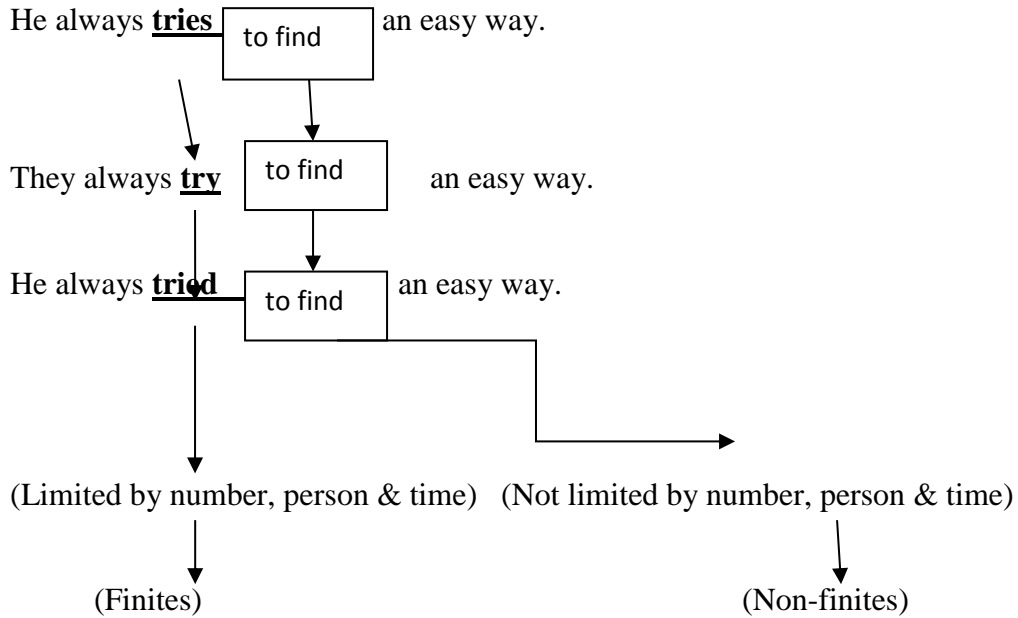 He always tries to find an easy way.
They always try to find an easy way.
He always tried to find an easy way.
(Limited by number, person & time) (Not limited by number, person & time)
(Finites) (Non-finites)